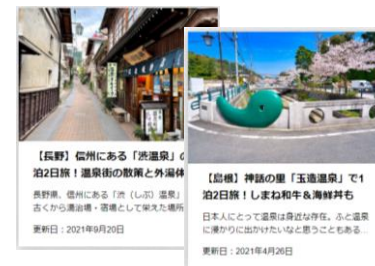 【長野】信州にある「渋温泉」
泊2日旅！温泉街の散策と外湯
長野県、信州にある「渋（しぶ）温泉」
古くから湯治場・宿場として栄えた場所
更新日：2021年9月20日
【島根】神話の里「玉造温泉」で1
泊2日旅！しまね和牛＆海鮮丼も
日本人にとって温泉は身近な存在。ふと温泉
に浸かりに出かけたいなと思うこともある...
更新日：2021年4月26日